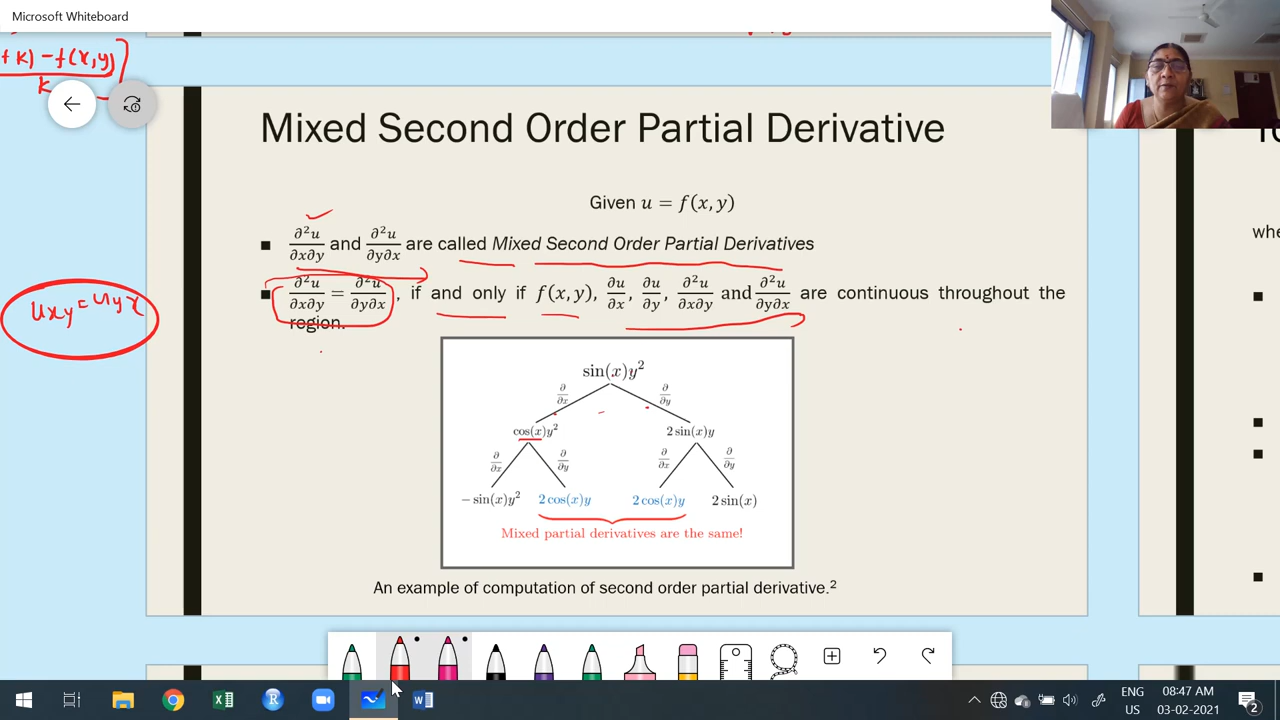 Microsoft Whiteboard
+k) - f(x,y)
k
Mixed Second Order Partial Derivative
Given u = f(x, y)
■ ∂²u/∂x∂y and ∂²u/∂y∂x are called Mixed Second Order Partial Derivatives
■ ∂²u/∂x∂y = ∂²u/∂y∂x , if and only if f(x, y), ∂u/∂x, ∂u/∂y, ∂²u/∂x∂y and ∂²u/∂y∂x are continuous throughout the
region.
uxy = uyx
sin(x)y²
∂/∂x ∂/∂y
cos(x)y² 2 sin(x)y
∂/∂x ∂/∂y ∂/∂x ∂/∂y
− sin(x)y² 2 cos(x)y 2 cos(x)y 2 sin(x)
Mixed partial derivatives are the same!
An example of computation of second order partial derivative.²
whe
ENG
US
08:47 AM
03-02-2021
2